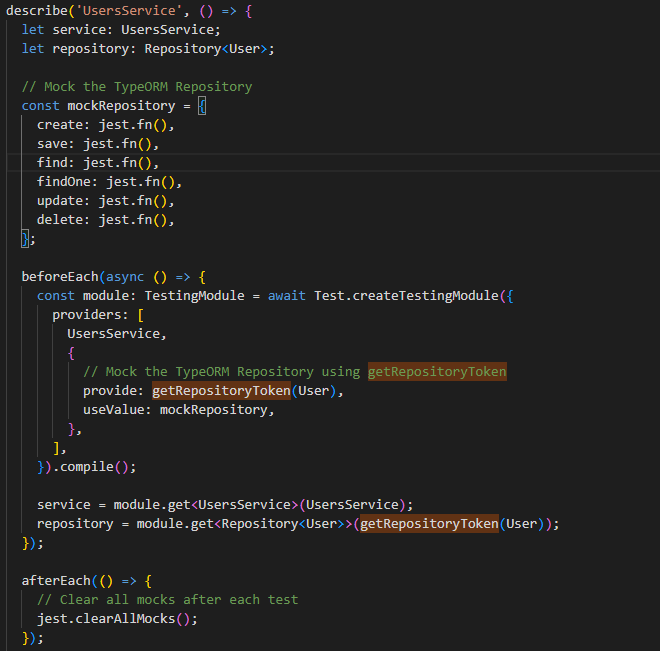 describe('UsersService', () => {
let service: UsersService;
let repository: Repository<User>;
// Mock the TypeORM Repository
const mockRepository = {
create: jest.fn(),
save: jest.fn(),
find: jest.fn(),
findOne: jest.fn(),
update: jest.fn(),
delete: jest.fn(),
};
beforeEach(async () => {
const module: TestingModule = await Test.createTestingModule({
providers: [
UsersService,
{
// Mock the TypeORM Repository using getRepositoryToken
provide: getRepositoryToken(User),
useValue: mockRepository,
},
],
}).compile();
service = module.get<UsersService>(UsersService);
repository = module.get<Repository<User>>(getRepositoryToken(User));
});
afterEach(() => {
// Clear all mocks after each test
jest.clearAllMocks();
});